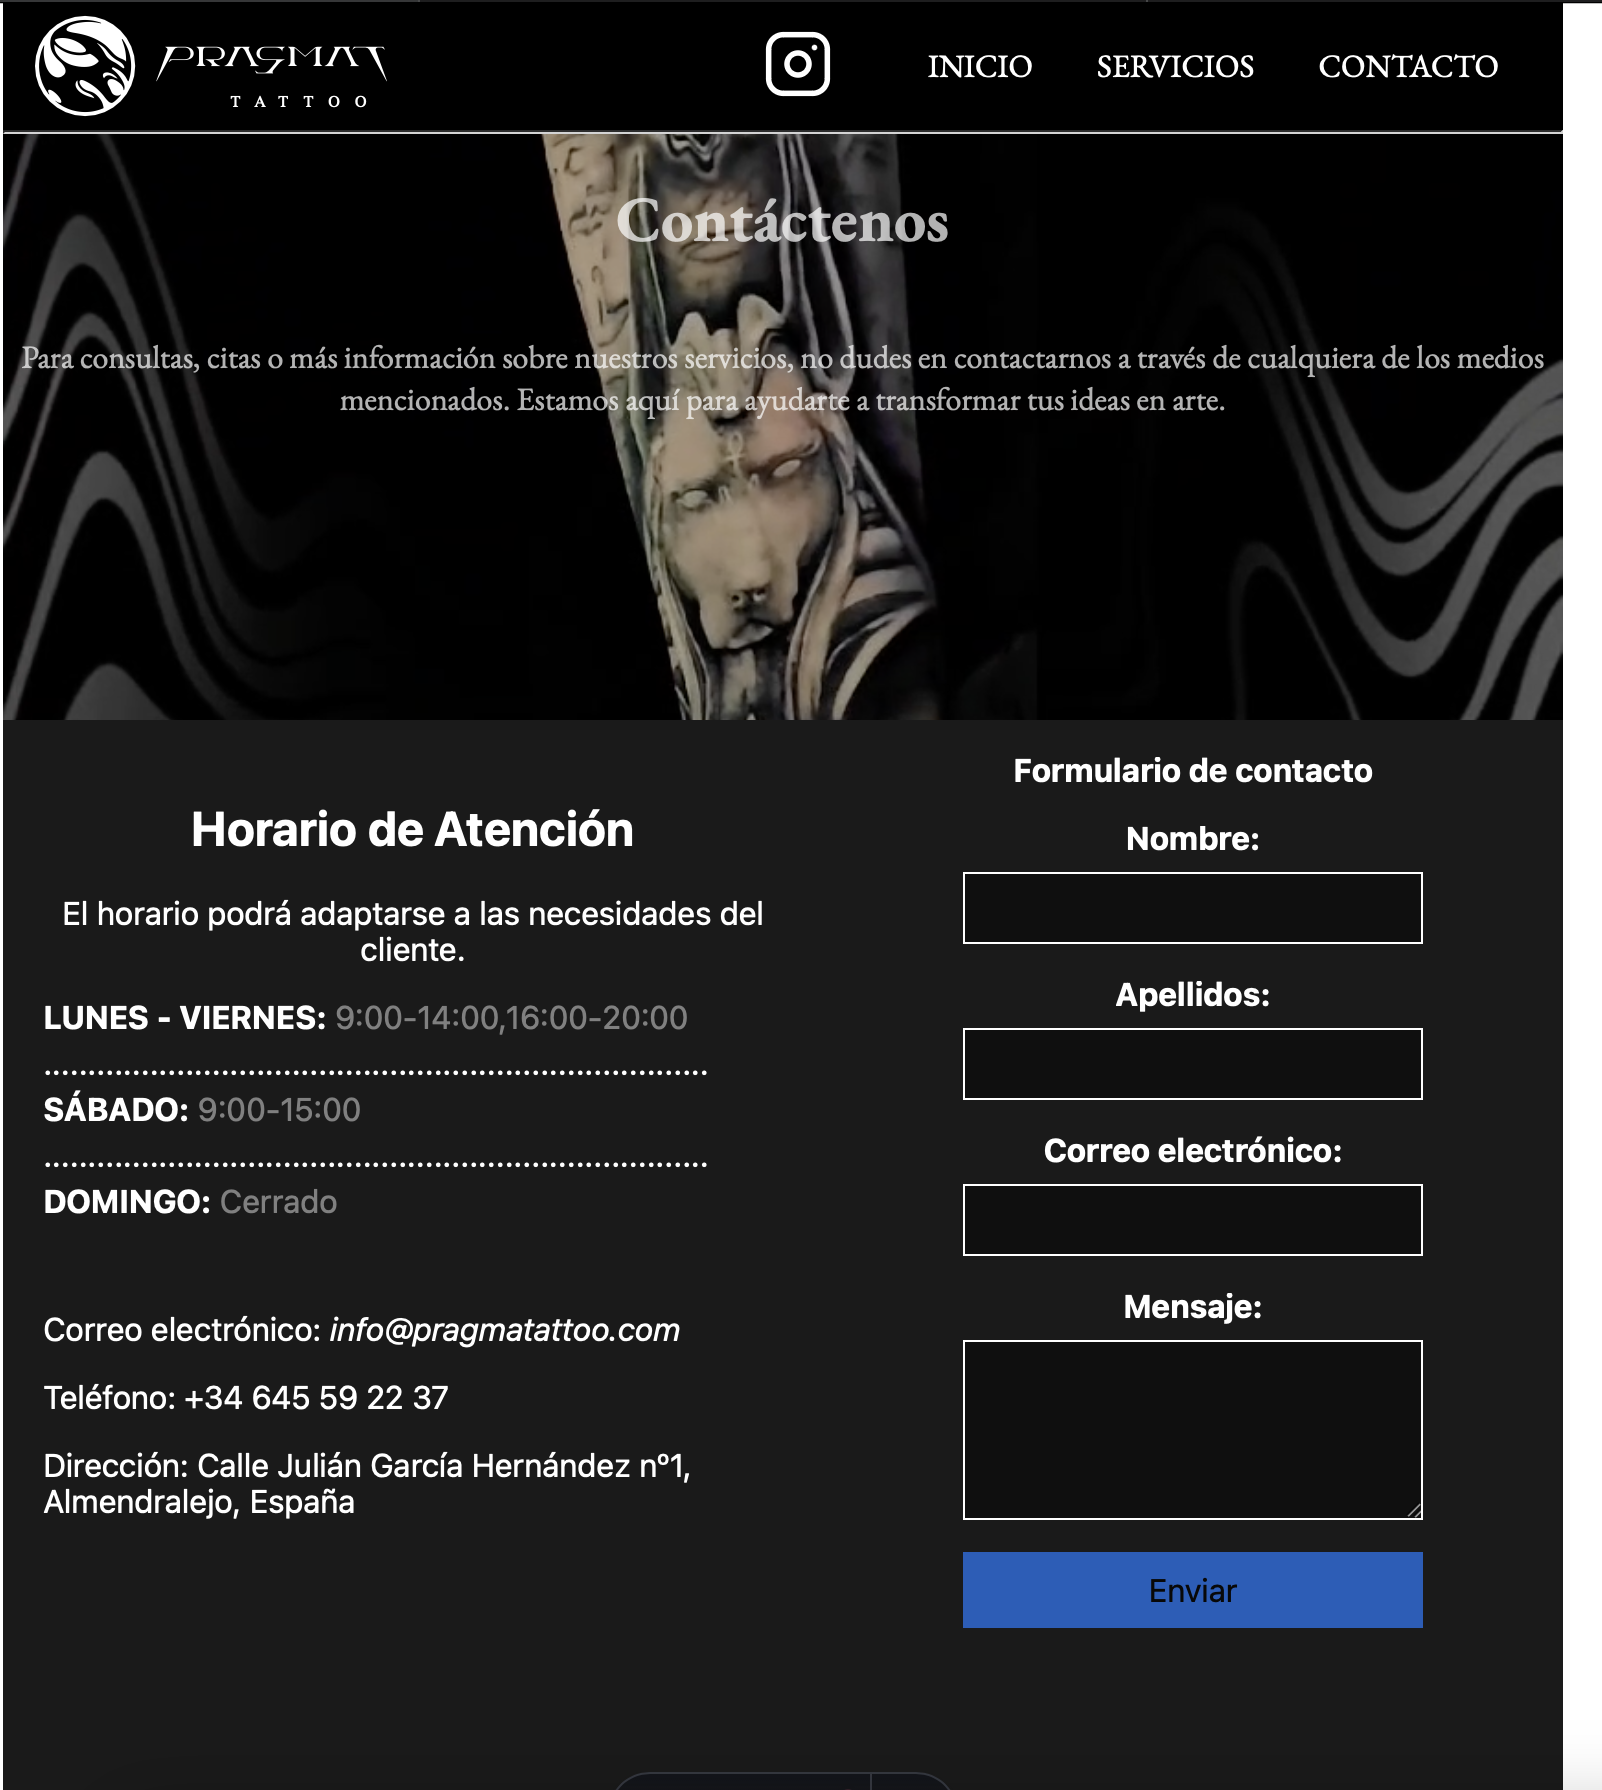 PRAGMAT
TATTOO
INICIO
SERVICIOS
CONTACTO
Contáctenos
Para consultas, citas o más información sobre nuestros servicios, no dudes en contactarnos a través de cualquiera de los medios
mencionados. Estamos aquí para ayudarte a transformar tus ideas en arte.
Horario de Atención
El horario podrá adaptarse a las necesidades del
cliente.
LUNES - VIERNES: 9:00-14:00,16:00-20:00
...........................................................................
SÁBADO: 9:00-15:00
...........................................................................
DOMINGO: Cerrado
Correo electrónico: info@pragmatattoo.com
Teléfono: +34 645 59 22 37
Dirección: Calle Julián García Hernández nº1,
Almendralejo, España
Formulario de contacto
Nombre:
Apellidos:
Correo electrónico:
Mensaje:
Enviar